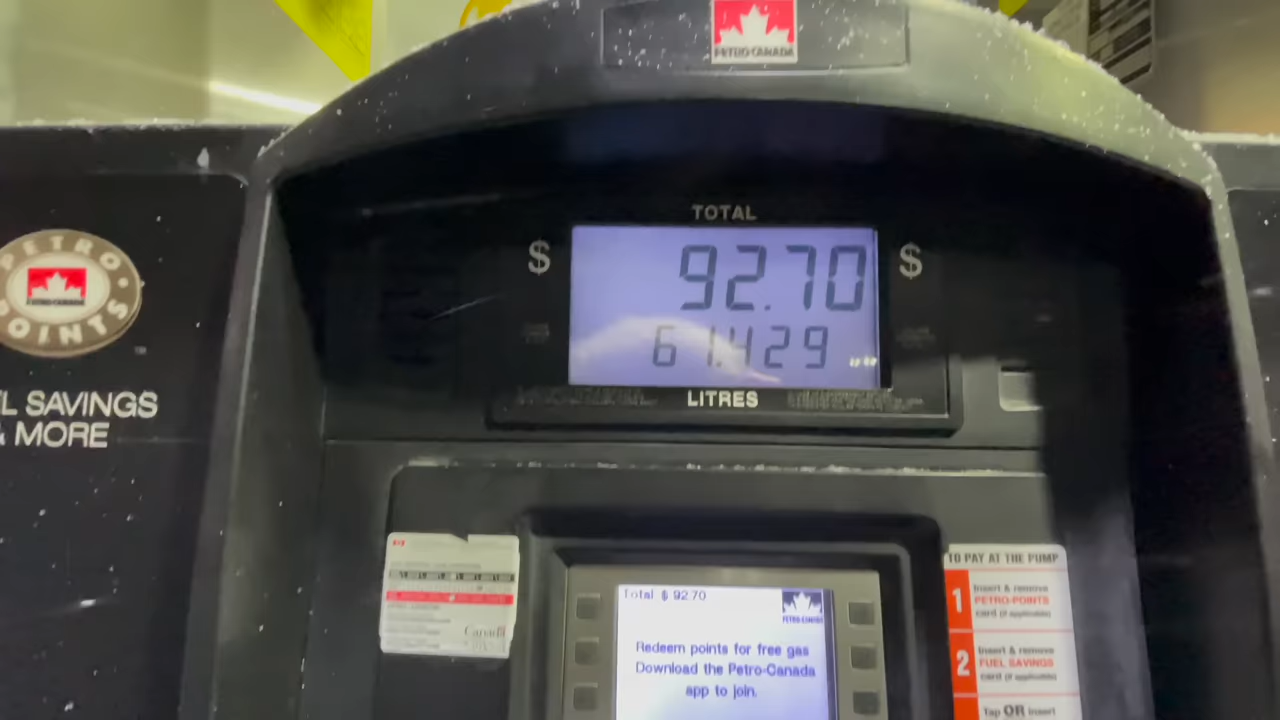 PETRO-CANADA
TOTAL
$ 92.70 $
61.429
LITRES
PETRO
PETRO-CANADA
POINTS
L SAVINGS
& MORE
Canada
Total $ 92.70
PETRO-CANADA
Redeem points for free gas
Download the Petro-Canada
app to join.
TO PAY AT THE PUMP
1 Insert & remove
PETRO-POINTS
card (if applicable)
2 Insert & remove
FUEL SAVINGS
card (if applicable)
Tap OR insert